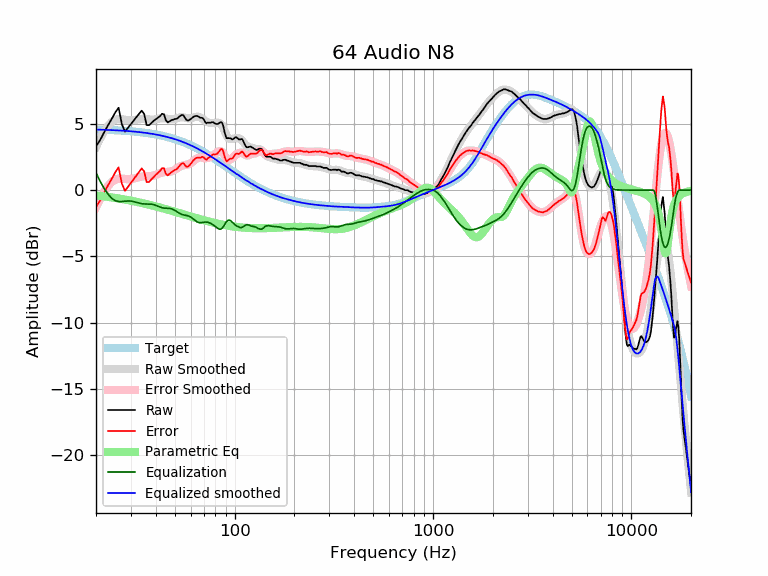 64 Audio N8
Amplitude (dBr)
5
0
−5
−10
−15
−20
Target
Raw Smoothed
Error Smoothed
Raw
Error
Parametric Eq
Equalization
Equalized smoothed
100
1000
10000
Frequency (Hz)